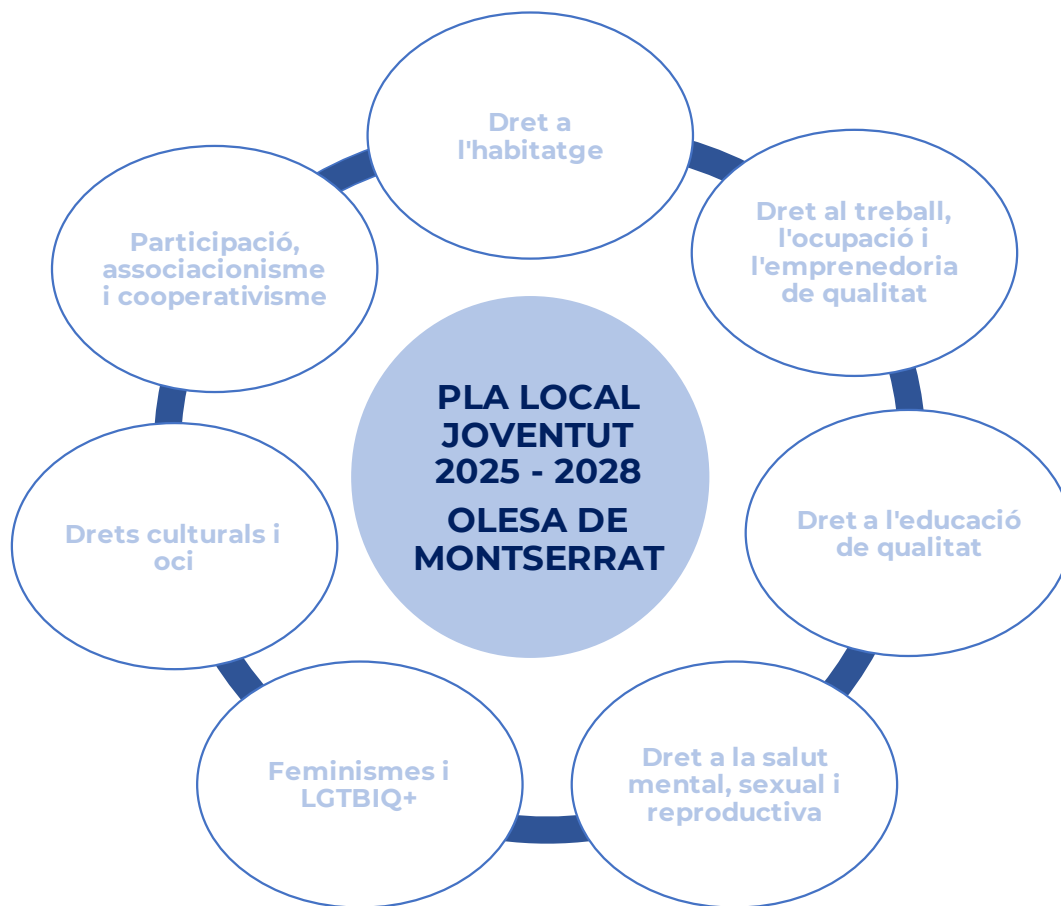 Dret a
l'habitatge
Dret al treball,
l'ocupació i
l'emprenedoria
de qualitat
Participació,
associacionisme
i cooperativisme
PLA LOCAL
JOVENTUT
2025 - 2028
OLESA DE
MONTSERRAT
Drets culturals i
oci
Dret a l'educació
de qualitat
Feminismes i
LGTBIQ+
Dret a la salut
mental, sexual i
reproductiva